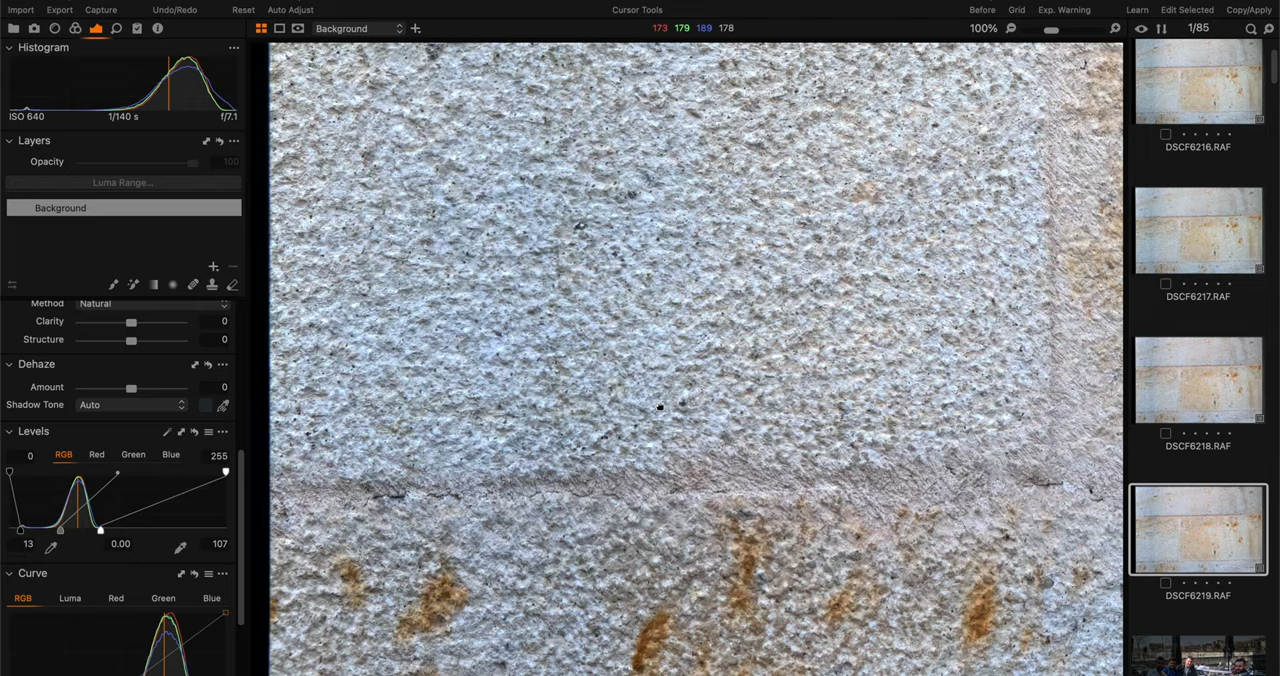 Import Export Capture Undo/Redo Reset Auto Adjust Cursor Tools Before Grid Exp. Warning Learn Edit Selected Copy/Apply
Background 173 179 189 178 100% 1/85
Histogram
ISO 640 1/140 s f/7.1
Layers
Opacity 100
Luma Range...
Background
Method Natural
Clarity 0
Structure 0
Dehaze
Amount 0
Shadow Tone Auto
Levels
0 RGB Red Green Blue 255
13 0.00 107
Curve
RGB Luma Red Green Blue
DSCF6216.RAF
DSCF6217.RAF
DSCF6218.RAF
DSCF6219.RAF